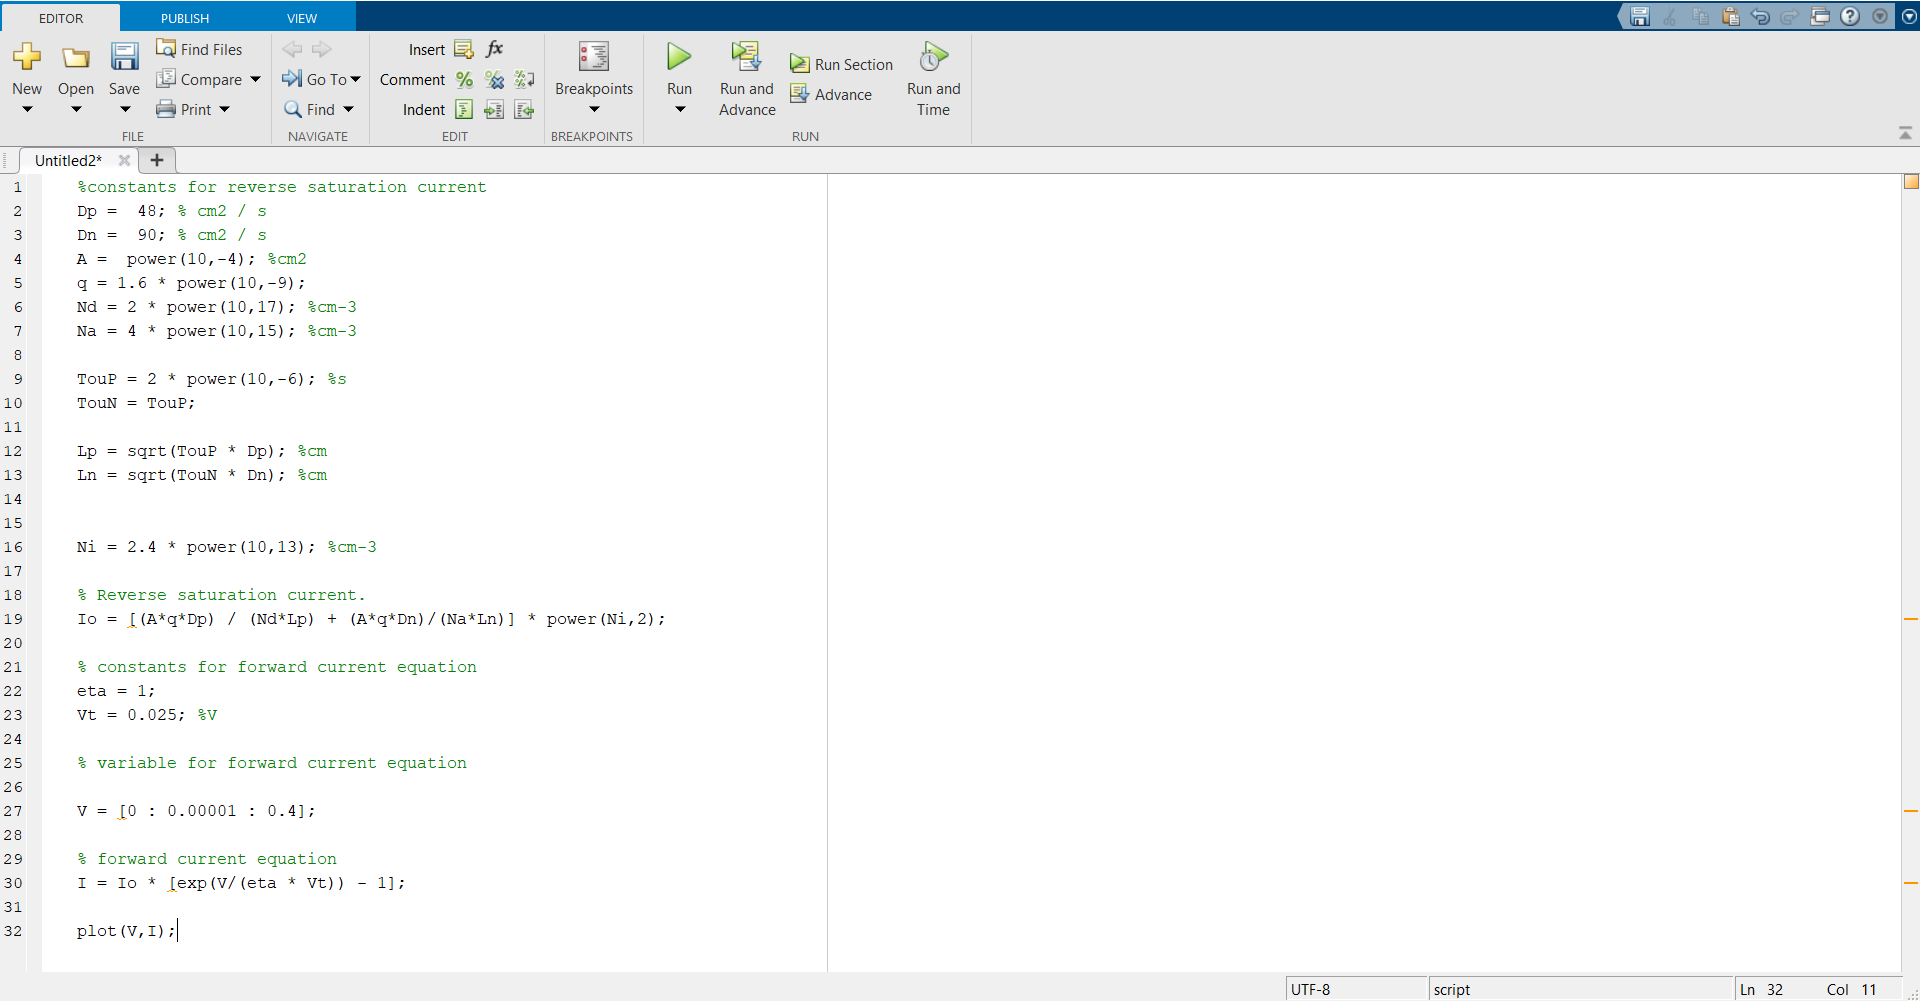 EDITOR PUBLISH VIEW
New
Open
Save
Find Files
Compare
Print
FILE
Go To
Find
NAVIGATE
Insert fx
Comment
Indent
EDIT
Breakpoints
BREAKPOINTS
Run
Run and
Advance
Run Section
Advance
Run and
Time
RUN
Untitled2*
1 %constants for reverse saturation current
2 Dp =  48; % cm2 / s
3 Dn =  90; % cm2 / s
4 A =  power(10,-4); %cm2
5 q = 1.6 * power(10,-9);
6 Nd = 2 * power(10,17); %cm-3
7 Na = 4 * power(10,15); %cm-3
8
9 TouP = 2 * power(10,-6); %s
10 TouN = TouP;
11
12 Lp = sqrt(TouP * Dp); %cm
13 Ln = sqrt(TouN * Dn); %cm
14
15
16 Ni = 2.4 * power(10,13); %cm-3
17
18 % Reverse saturation current.
19 Io = [(A*q*Dp) / (Nd*Lp) + (A*q*Dn)/(Na*Ln)] * power(Ni,2);
20
21 % constants for forward current equation
22 eta = 1;
23 Vt = 0.025; %V
24
25 % variable for forward current equation
26
27 V = [0 : 0.00001 : 0.4];
28
29 % forward current equation
30 I = Io * [exp(V/(eta * Vt)) - 1];
31
32 plot(V,I);
UTF-8 script Ln 32 Col 11